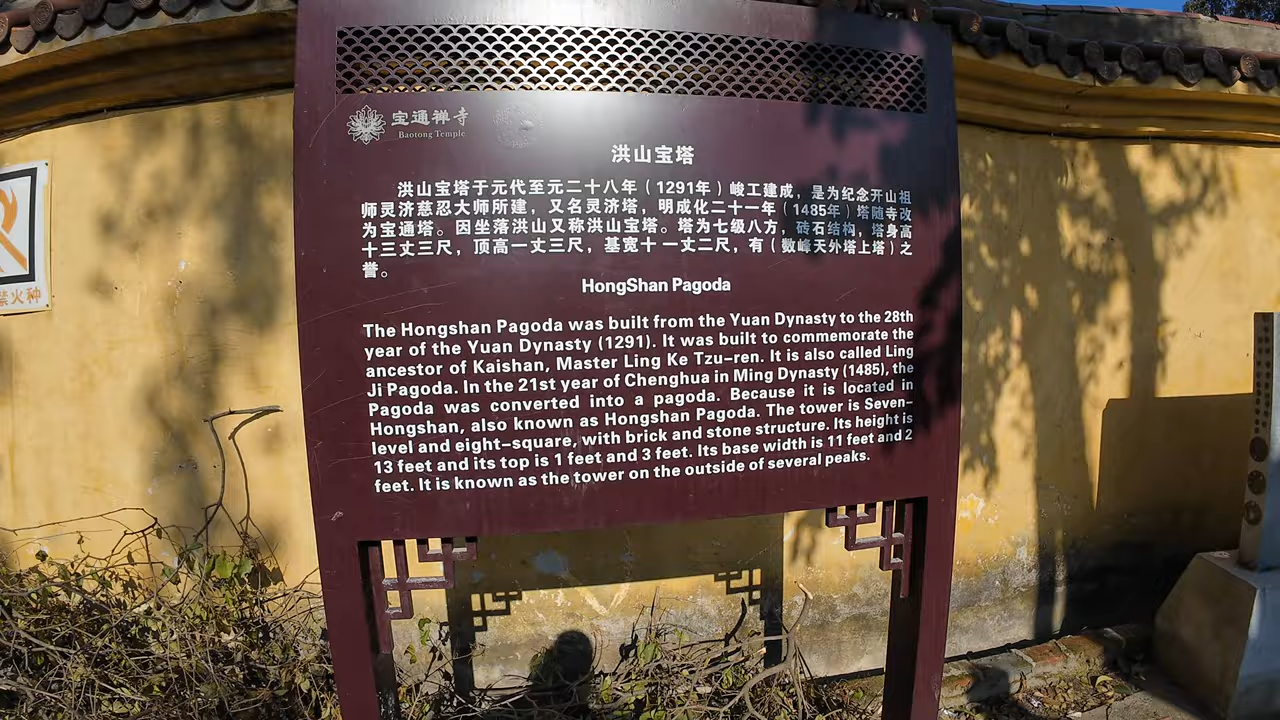 宝通禅寺
Baotong Temple
洪山宝塔
洪山宝塔于元代至元二十八年（1291年）峻工建成，是为纪念开山祖
师灵济慈忍大师所建，又名灵济塔，明成化二十一年（1485年）塔随寺改
为宝通塔。因坐落洪山又称洪山宝塔。塔为七级八方，砖石结构，塔身高
十三丈三尺，顶高一丈三尺，基宽十一丈二尺，有（数峰天外塔上塔）之
誉。
HongShan Pagoda
The Hongshan Pagoda was built from the Yuan Dynasty to the 28th
year of the Yuan Dynasty (1291). It was built to commemorate the
ancestor of Kaishan, Master Ling Ke Tzu-ren. It is also called Ling
Ji Pagoda. In the 21st year of Chenghua in Ming Dynasty (1485), the
Pagoda was converted into a pagoda. Because it is located in
Hongshan, also known as Hongshan Pagoda. The tower is Seven-
level and eight-square, with brick and stone structure. Its height is
13 feet and its top is 1 feet and 3 feet. Its base width is 11 feet and 2
feet. It is known as the tower on the outside of several peaks.
禁火种